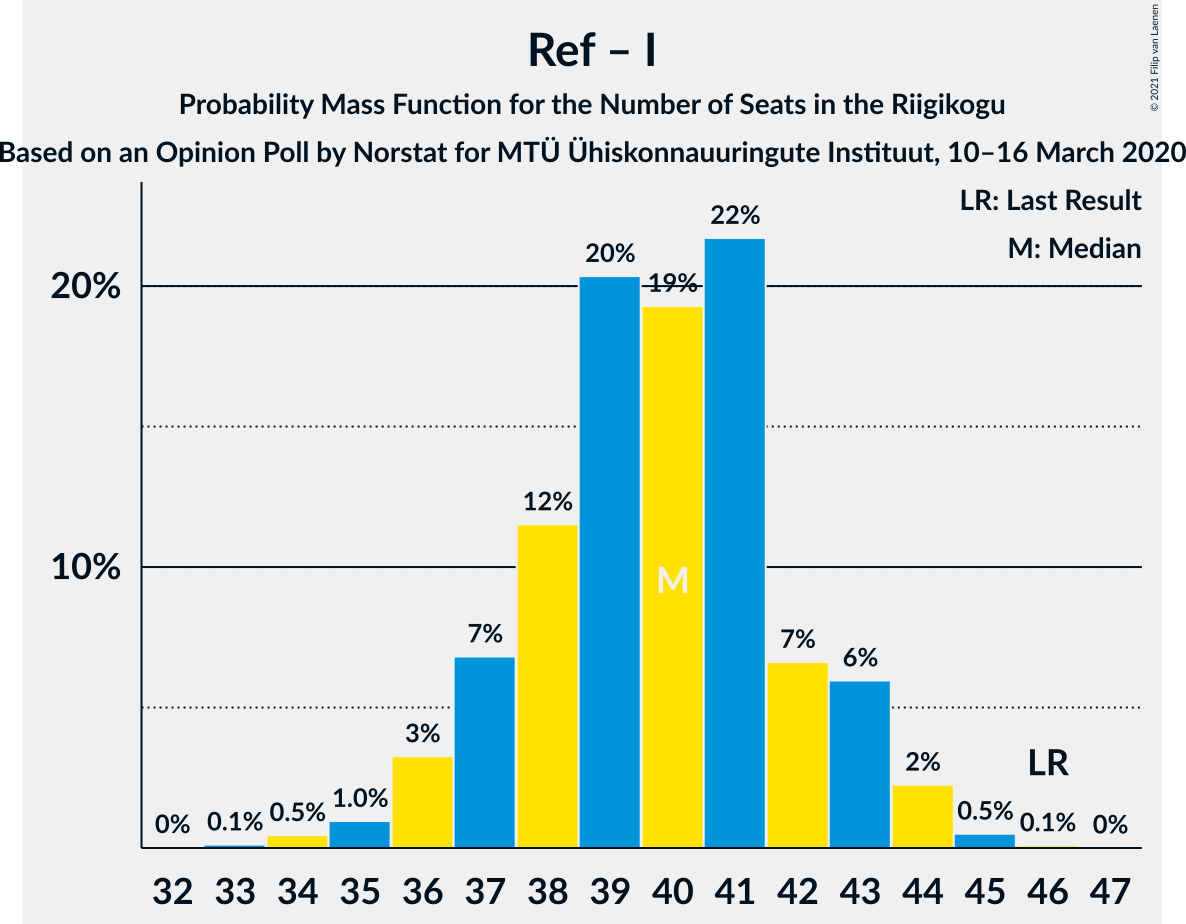 Ref – I
Probability Mass Function for the Number of Seats in the Riigikogu
Based on an Opinion Poll by Norstat for MTÜ Ühiskonnauuringute Instituut, 10–16 March 2020
© 2021 Filip van Laenen
LR: Last Result
M: Median
20%
10%
0%
0.1%
0.5%
1.0%
3%
7%
12%
20%
19%
22%
7%
6%
2%
0.5%
0.1%
0%
M
LR
32 33 34 35 36 37 38 39 40 41 42 43 44 45 46 47